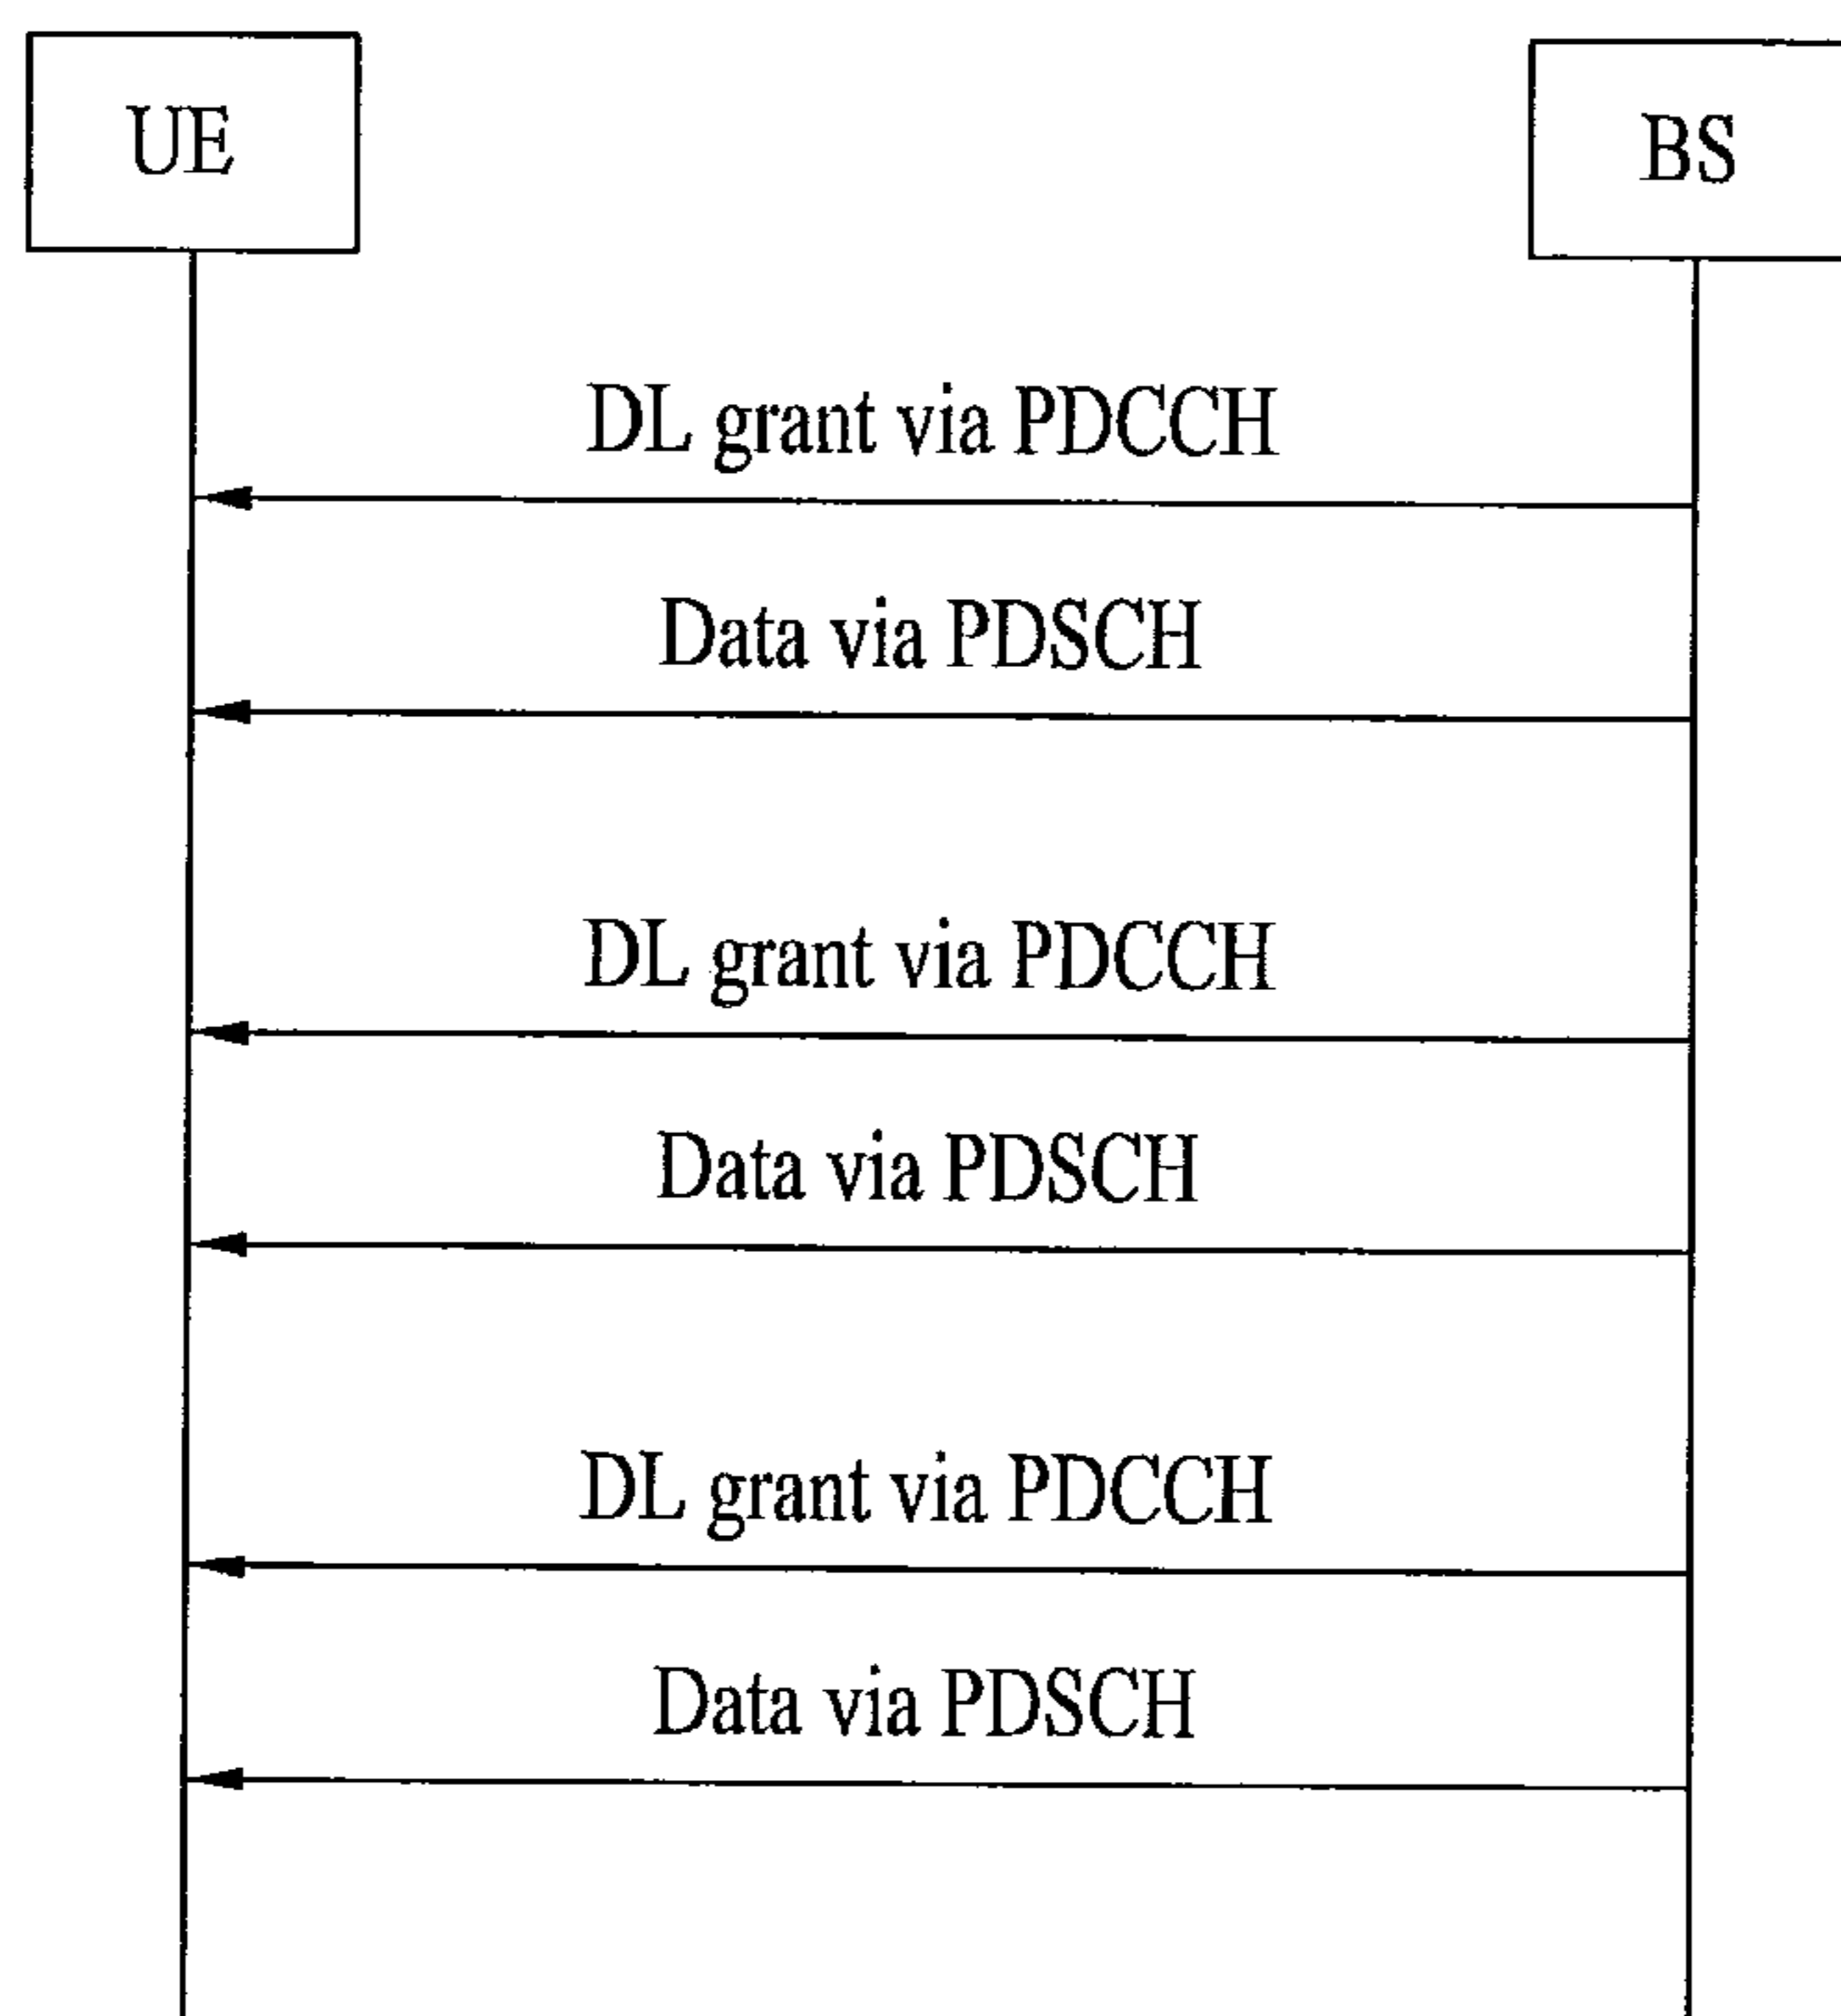 UE
BS
DL grant via PDCCH
Data via PDSCH
DL grant via PDCCH
Data via PDSCH
DL grant via PDCCH
Data via PDSCH